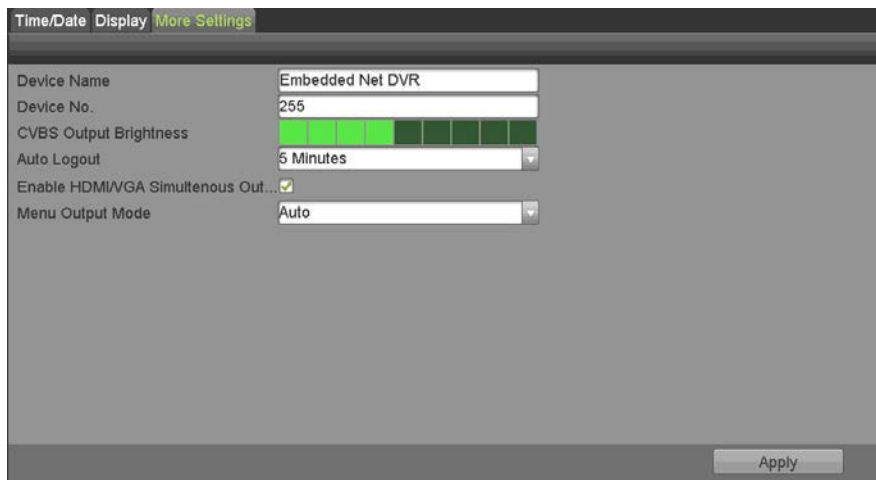 Time/Date Display More Settings
Device Name Embedded Net DVR
Device No. 255
CVBS Output Brightness
Auto Logout 5 Minutes
Enable HDMI/VGA Simultenous Out...
Menu Output Mode Auto
Apply